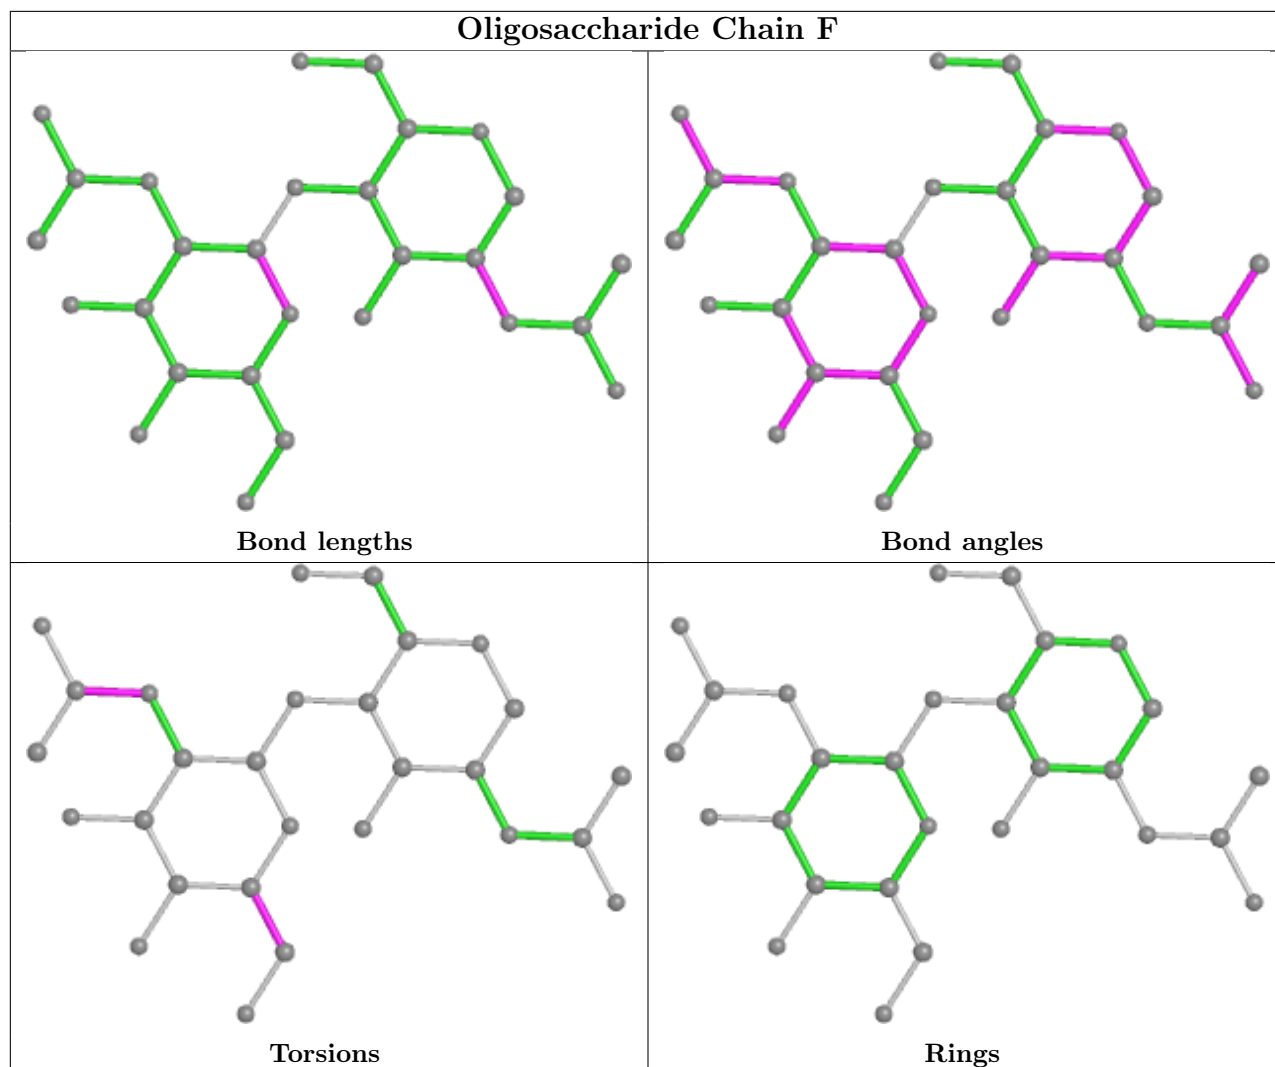 Oligosaccharide Chain F
Bond lengths
Bond angles
Torsions
Rings